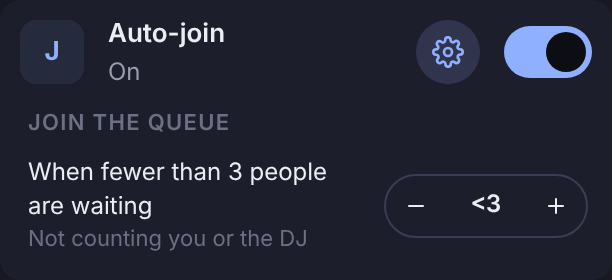 J
Auto-join
On
JOIN THE QUEUE
When fewer than 3 people
are waiting
Not counting you or the DJ
− <3 +